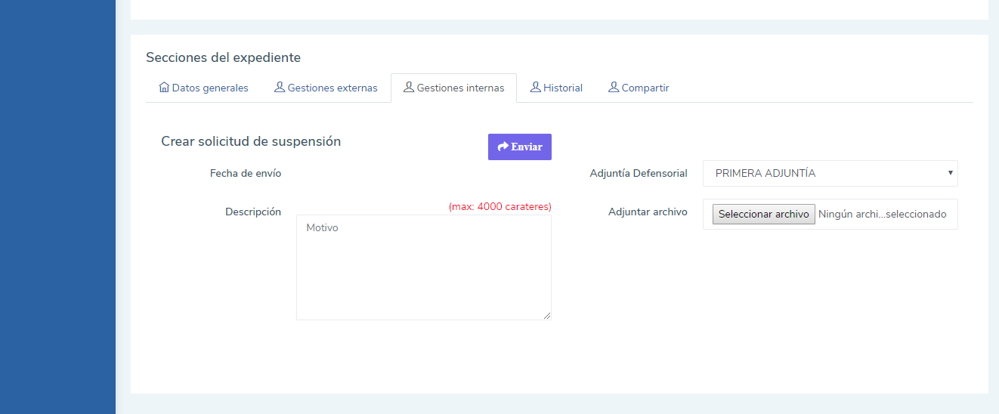 Secciones del expediente
Datos generales Gestiones externas Gestiones internas Historial Compartir
Crear solicitud de suspensión Enviar
Fecha de envío Adjuntía Defensorial PRIMERA ADJUNTÍA
(max: 4000 carateres)
Descripción Adjuntar archivo Seleccionar archivo Ningún archi...seleccionado
Motivo